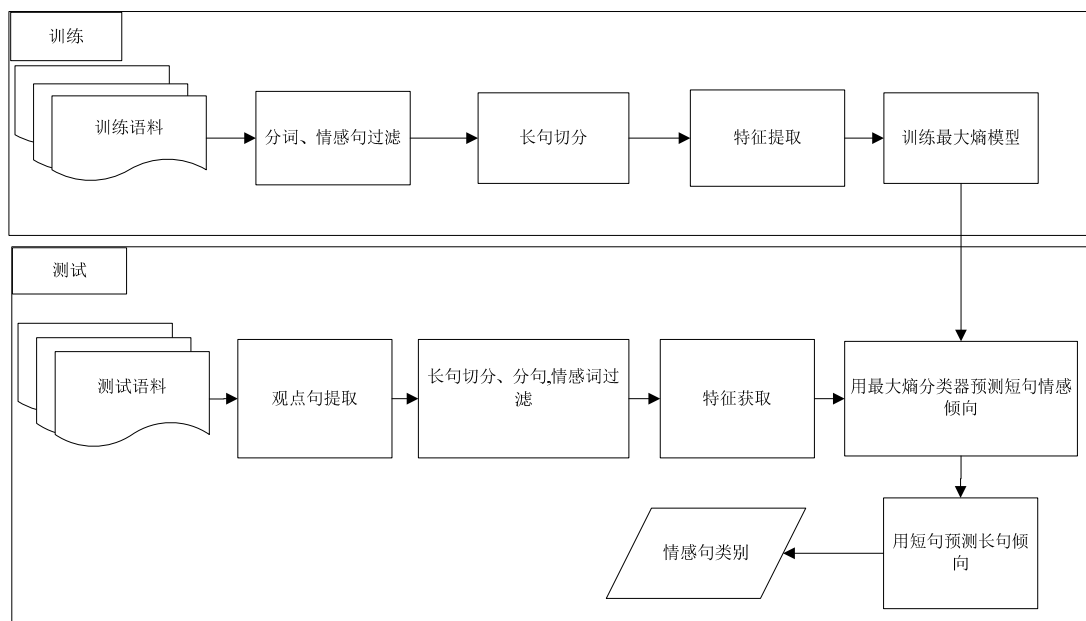 训练
训练语料
分词、情感句过滤
长句切分
特征提取
训练最大熵模型
测试
测试语料
观点句提取
长句切分、分句,情感词过
滤
特征获取
用最大熵分类器预测短句情感
倾向
用短句预测长句倾
向
情感句类别